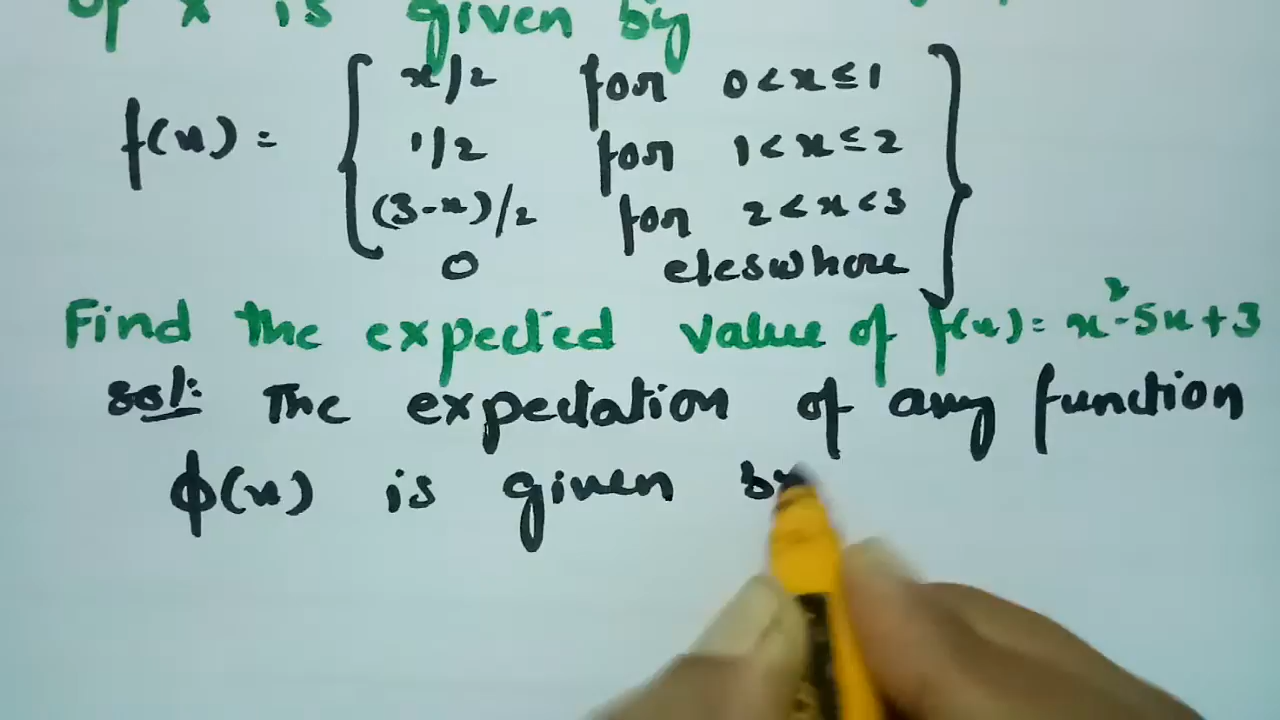 of x is given by
f(x) = { x/2 for 0 < x ≤ 1
1/2 for 1 < x ≤ 2
(3-x)/2 for 2 < x < 3
0 eleswhere }
Find the expected value of f(x) = x²-5x+3
sol: The expectation of any function
φ(x) is given by